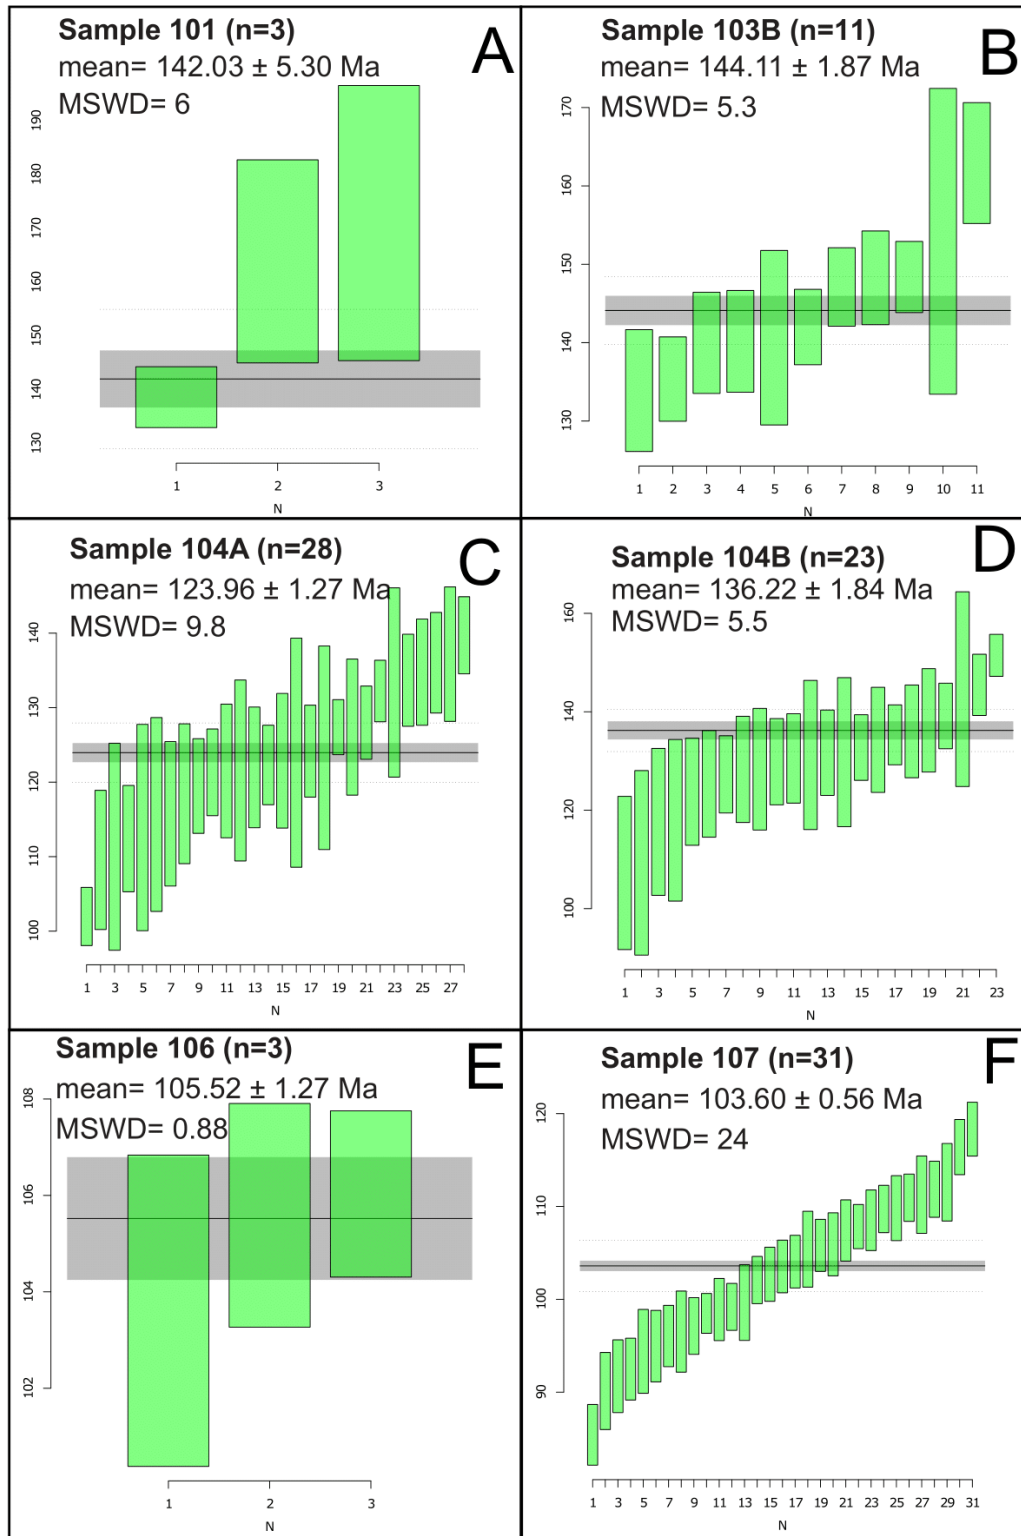 Sample 101 (n=3)
A
mean= 142.03 ± 5.30 Ma
MSWD= 6
190
180
170
160
150
140
130
1 2 3
N
Sample 103B (n=11)
B
mean= 144.11 ± 1.87 Ma
MSWD= 5.3
170
160
150
140
130
1 2 3 4 5 6 7 8 9 10 11
N
Sample 104A (n=28)
C
mean= 123.96 ± 1.27 Ma
MSWD= 9.8
140
130
120
110
100
1 3 5 7 9 11 13 15 17 19 21 23 25 27
N
Sample 104B (n=23)
D
mean= 136.22 ± 1.84 Ma
MSWD= 5.5
160
140
120
100
1 3 5 7 9 11 13 15 17 19 21 23
N
Sample 106 (n=3)
E
mean= 105.52 ± 1.27 Ma
MSWD= 0.88
108
106
104
102
1 2 3
N
Sample 107 (n=31)
F
mean= 103.60 ± 0.56 Ma
MSWD= 24
120
110
100
90
1 3 5 7 9 11 13 15 17 19 21 23 25 27 29 31
N